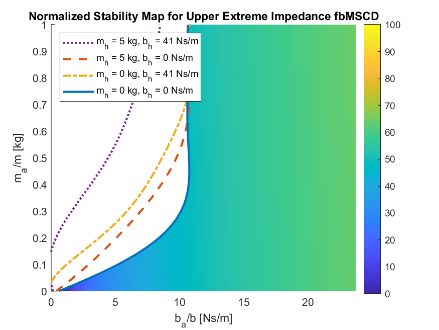 Normalized Stability Map for Upper Extreme Impedance fbMSCD
m_h = 5 kg, b_h = 41 Ns/m
m_h = 5 kg, b_h = 0 Ns/m
m_h = 0 kg, b_h = 41 Ns/m
m_h = 0 kg, b_h = 0 Ns/m
m_a/m [kg]
1
0.9
0.8
0.7
0.6
0.5
0.4
0.3
0.2
0.1
0
0 5 10 15 20
b_a/b [Ns/m]
100
90
80
70
60
50
40
30
20
10
0